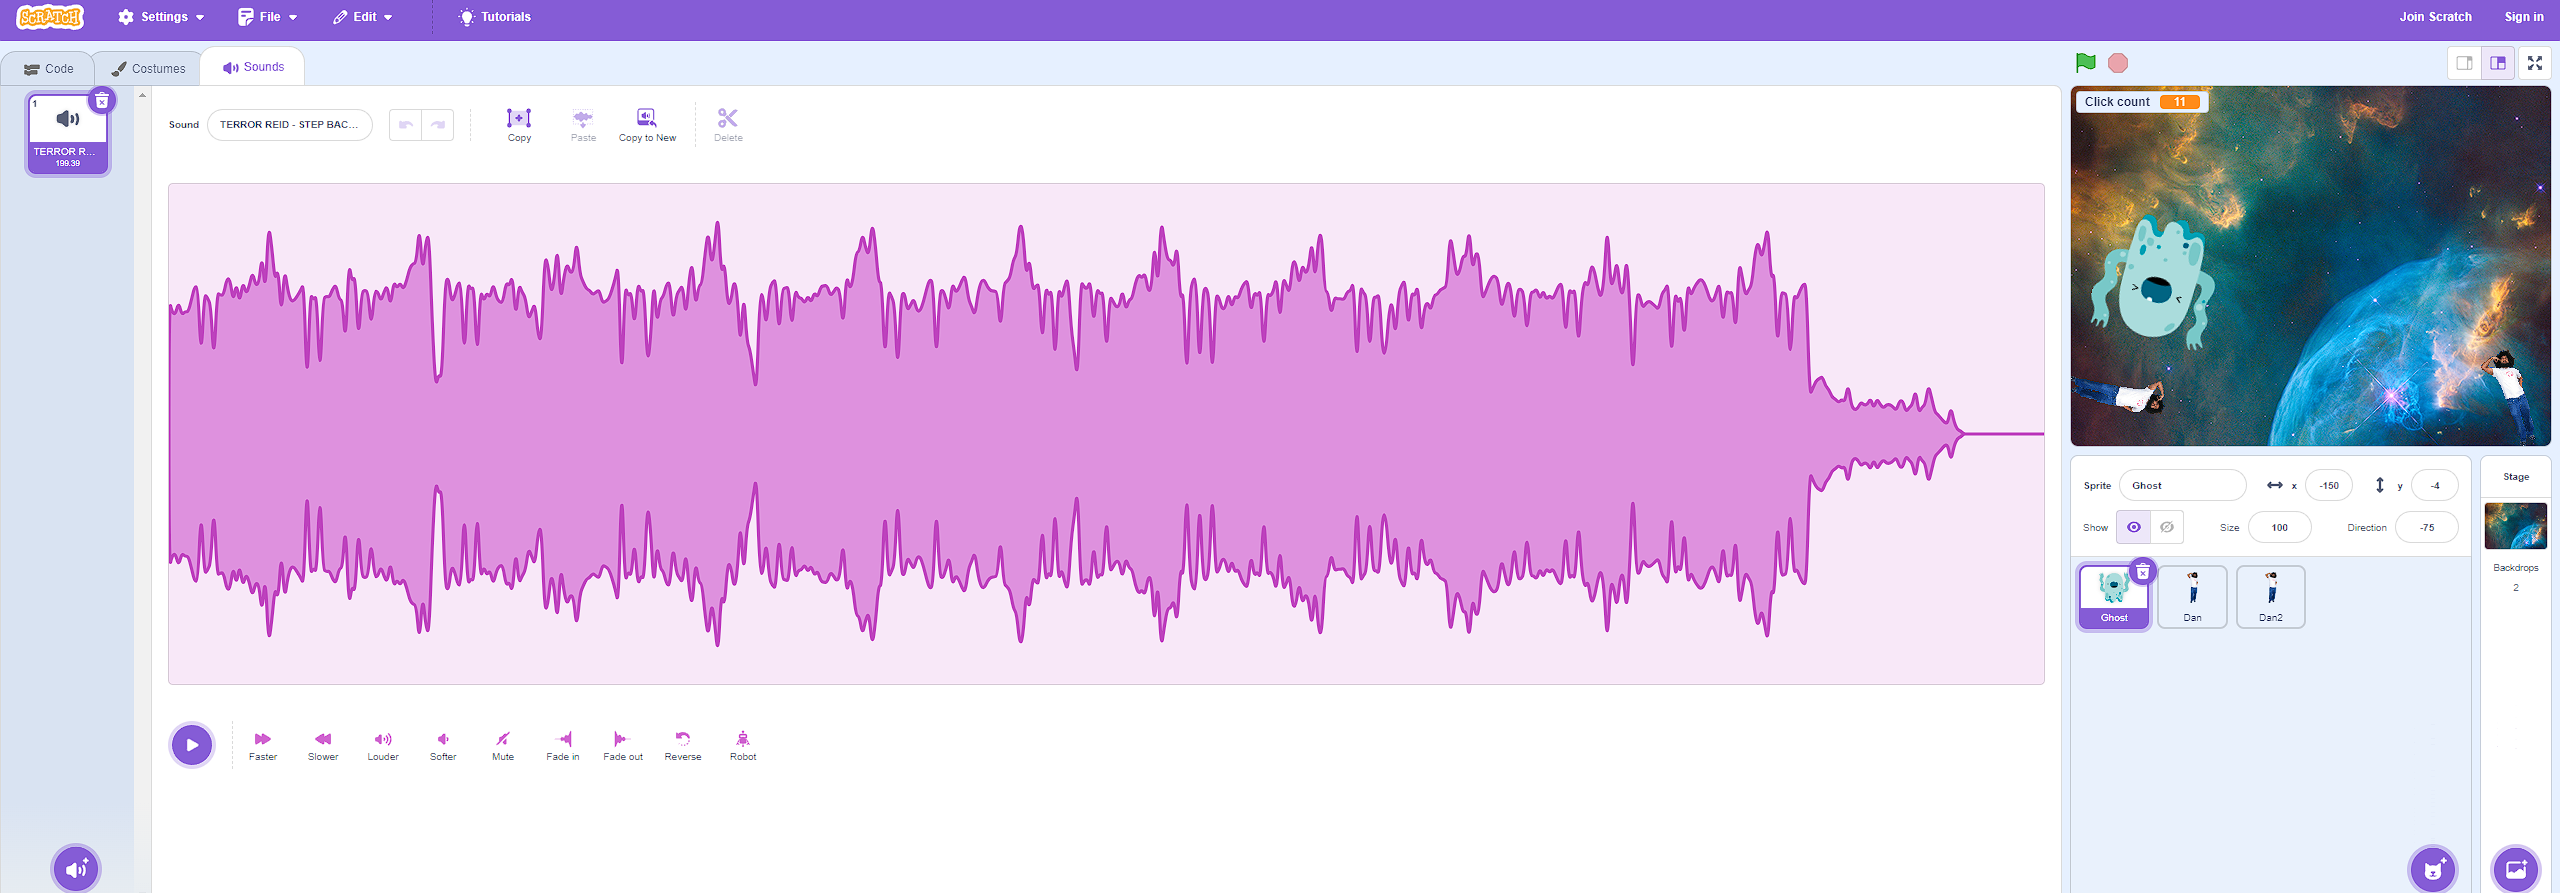 SCRATCH Settings File Edit Tutorials Join Scratch Sign in
Code Costumes Sounds
1
TERROR R...
199.39
Sound TERROR REID - STEP BAC...
Copy Paste Copy to New Delete
Faster Slower Louder Softer Mute Fade in Fade out Reverse Robot
Click count 11
Sprite Ghost x -150 y -4
Show Size 100 Direction -75
Ghost Dan Dan2
Stage
Backdrops
2